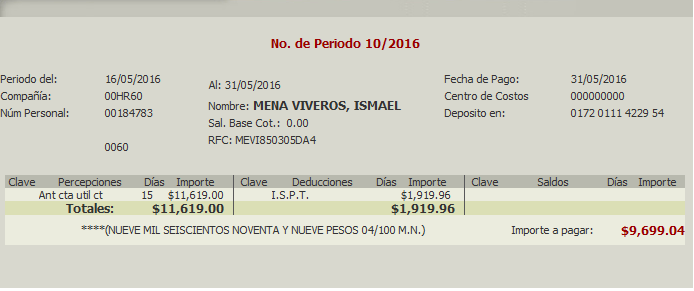 No. de Periodo 10/2016
Periodo del: 16/05/2016 Al: 31/05/2016 Fecha de Pago: 31/05/2016
Compañía: 00HR60 Nombre: MENA VIVEROS, ISMAEL Centro de Costos 000000000
Núm Personal: 00184783 Sal. Base Cot.: 0.00 Deposito en: 0172 0111 4229 54
0060 RFC: MEVI850305DA4
Clave Percepciones Días Importe Clave Deducciones Días Importe Clave Saldos Días Importe
Ant cta util ct 15 $11,619.00 I.S.P.T. $1,919.96
Totales: $11,619.00 $1,919.96
****(NUEVE MIL SEISCIENTOS NOVENTA Y NUEVE PESOS 04/100 M.N.) Importe a pagar: $9,699.04